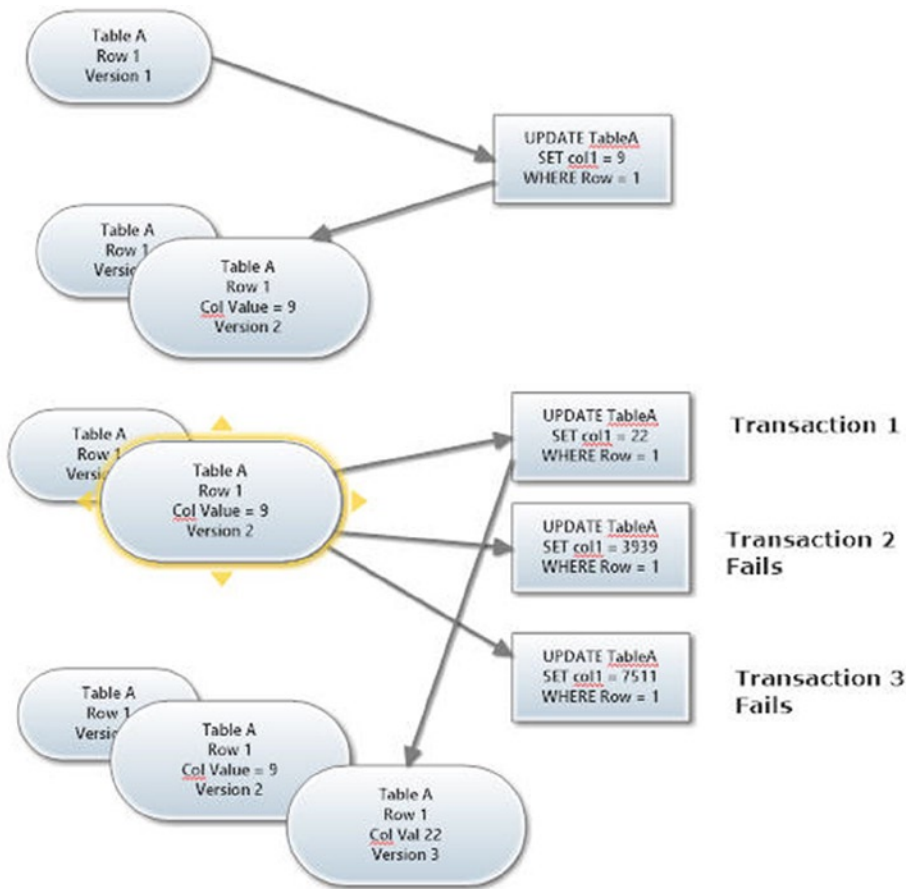 Table A
Row 1
Version 1
UPDATE TableA
SET col1 = 9
WHERE Row = 1
Table A
Row 1
Table A
Row 1
Col Value = 9
Version 2
UPDATE TableA
SET col1 = 22
WHERE Row = 1
Transaction 1
Table A
Row 1
Table A
Row 1
Col Value = 9
Version 2
UPDATE TableA
SET col1 = 3939
WHERE Row = 1
Transaction 2
Fails
UPDATE TableA
SET col1 = 7511
WHERE Row = 1
Transaction 3
Fails
Table A
Row 1
Table A
Row 1
Col Value = 9
Version 2
Table A
Row 1
Col Val 22
Version 3